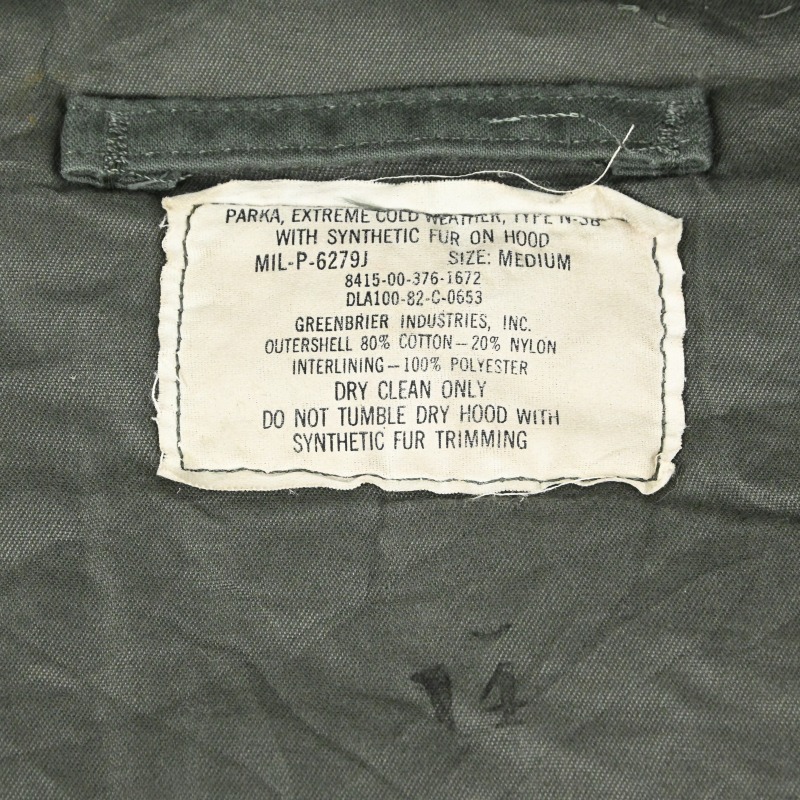 PARKA, EXTREME COLD WEATHER, TYPE N-3B
WITH SYNTHETIC FUR ON HOOD
MIL-P-6279J SIZE: MEDIUM
8415-00-376-1672
DLA100-82-C-0653
GREENBRIER INDUSTRIES, INC.
OUTERSHELL 80% COTTON-20% NYLON
INTERLINING-100% POLYESTER
DRY CLEAN ONLY
DO NOT TUMBLE DRY HOOD WITH
SYNTHETIC FUR TRIMMING
14